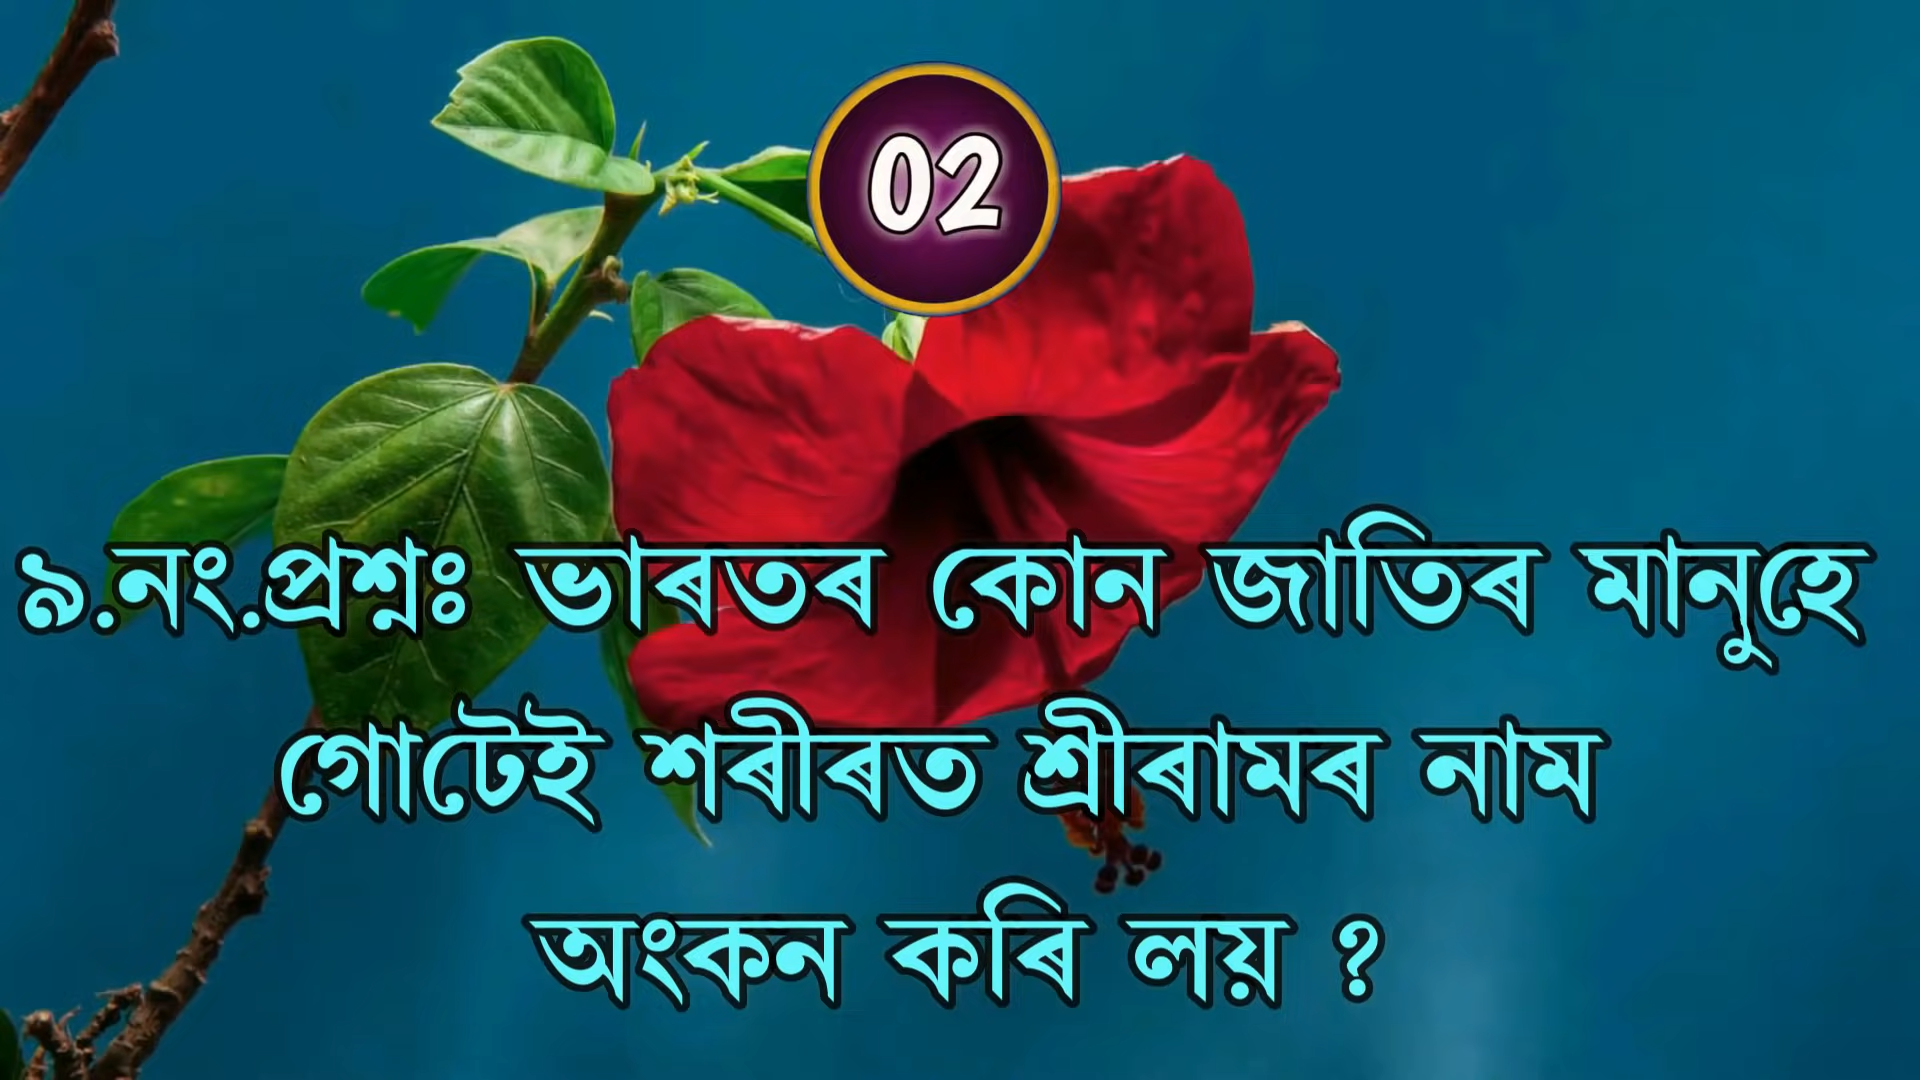 02
৯.নং.প্ৰশ্নঃ ভাৰতৰ কোন জাতিৰ মানুহে
গোটেই শৰীৰত শ্ৰীৰামৰ নাম
অংকন কৰি লয় ?